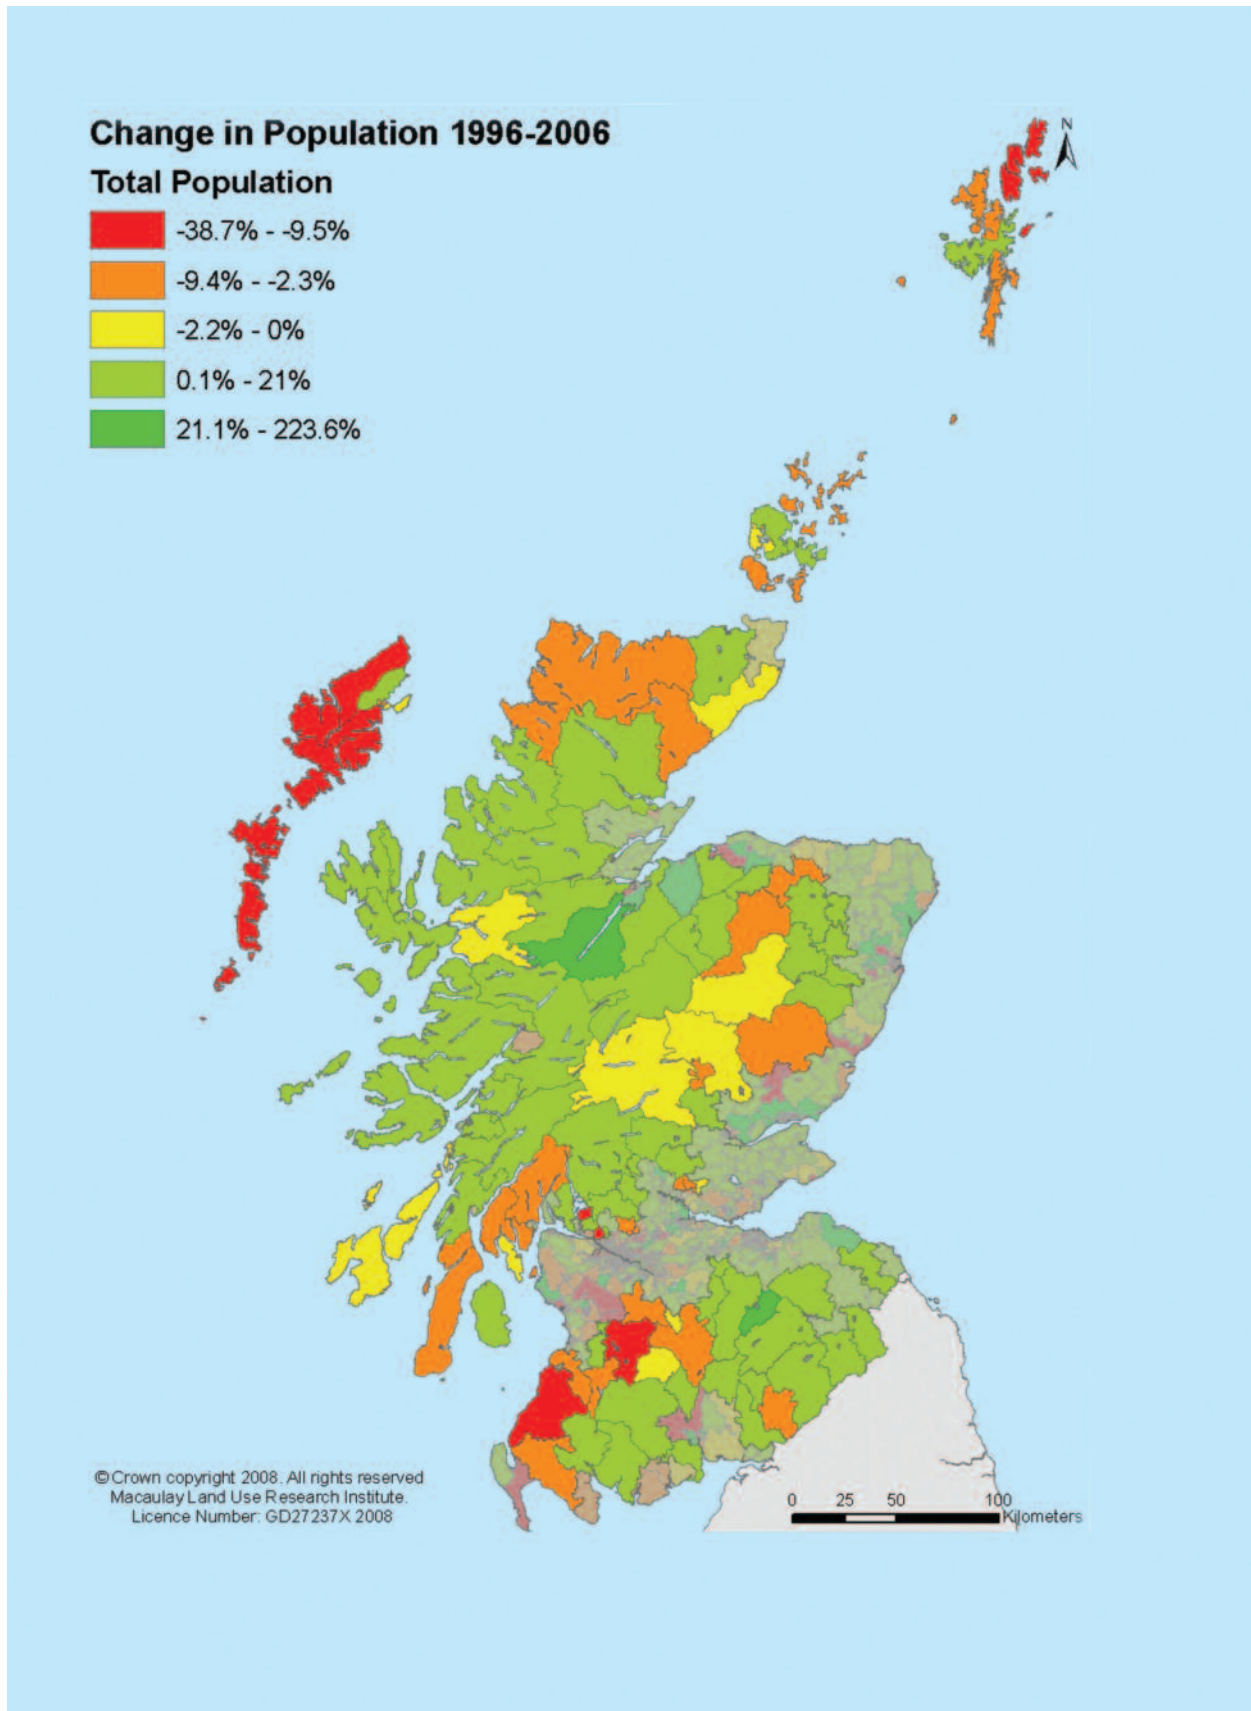 Change in Population 1996-2006
Total Population
-38.7% - -9.5%
-9.4% - -2.3%
-2.2% - 0%
0.1% - 21%
21.1% - 223.6%
N
© Crown copyright 2008. All rights reserved
Macaulay Land Use Research Institute.
Licence Number: GD27237X 2008
0 25 50 100
Kilometers